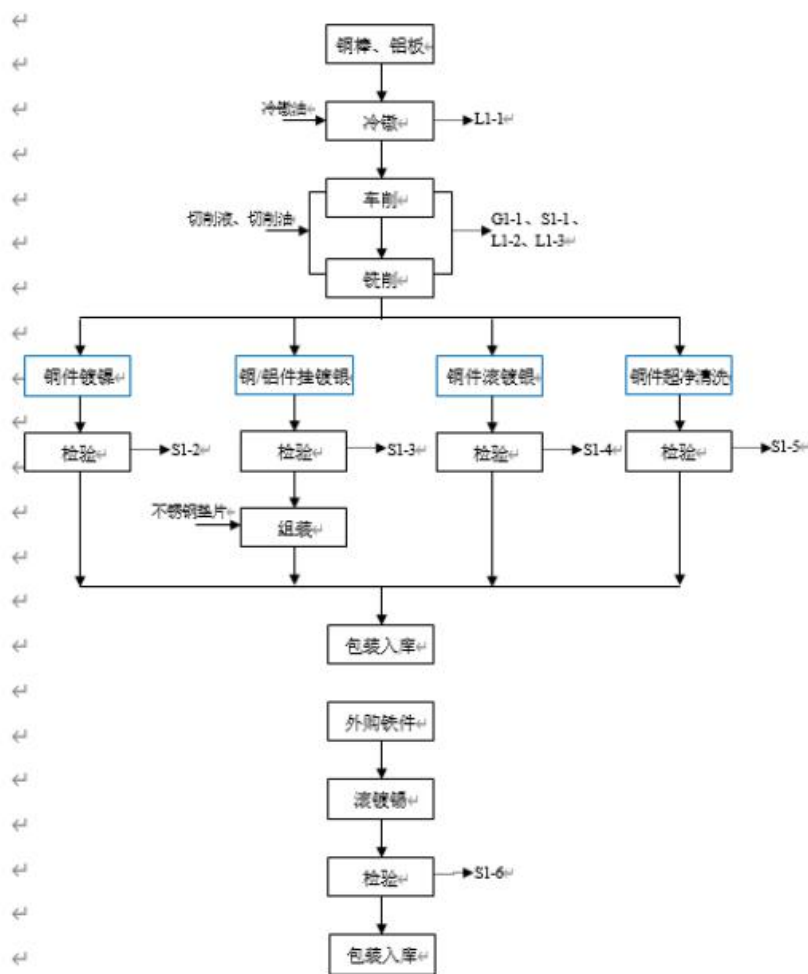 铜棒、铝板
冷镦油
冷镦
L1-1
车削
切削液、切削油
G1-1、S1-1、
L1-2、L1-3
铣削
铜件镀镍
铜/铝件挂镀银
铜件滚镀银
铜件超净清洗
检验
S1-2
检验
S1-3
检验
S1-4
检验
S1-5
不锈钢垫片
组装
包装入库
外购铁件
滚镀锡
检验
S1-6
包装入库